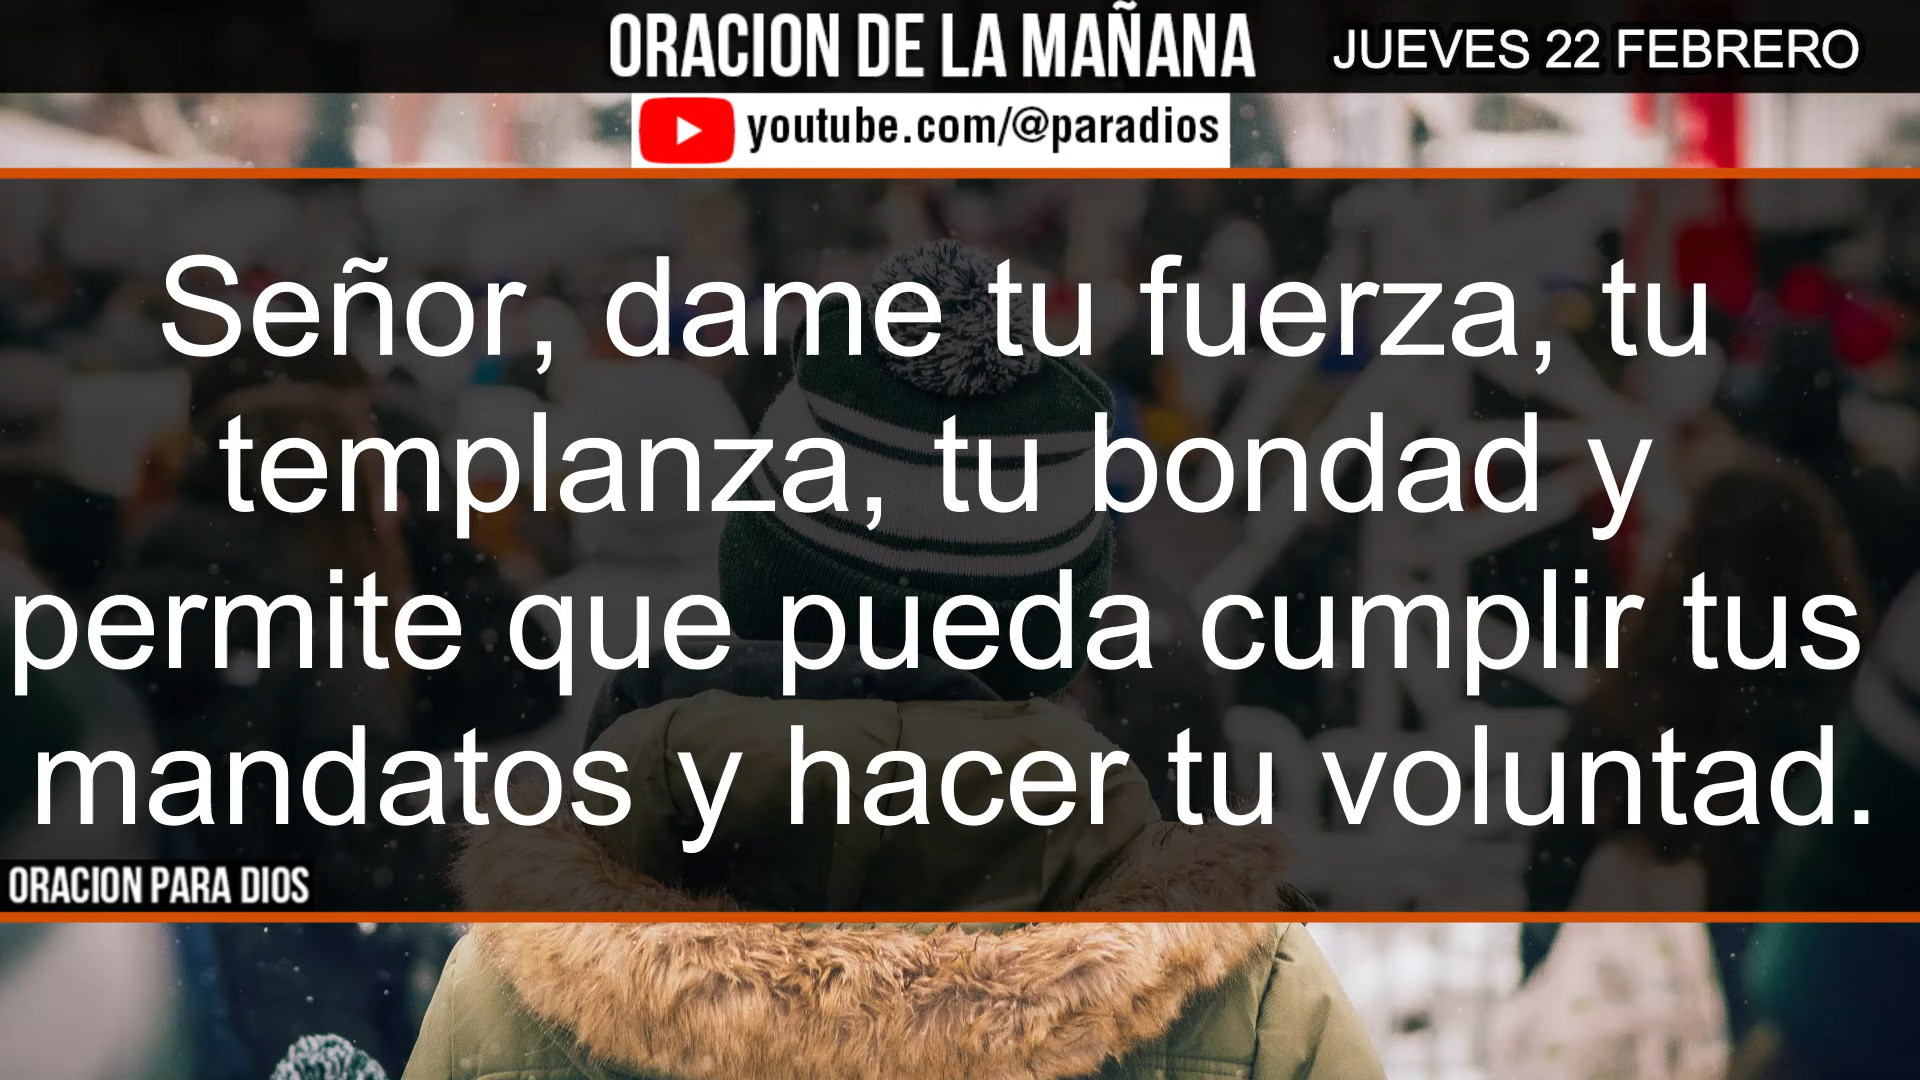 ORACION DE LA MAÑANA
JUEVES 22 FEBRERO
youtube.com/@paradios
Señor, dame tu fuerza, tu
templanza, tu bondad y
permite que pueda cumplir tus
mandatos y hacer tu voluntad.
ORACION PARA DIOS